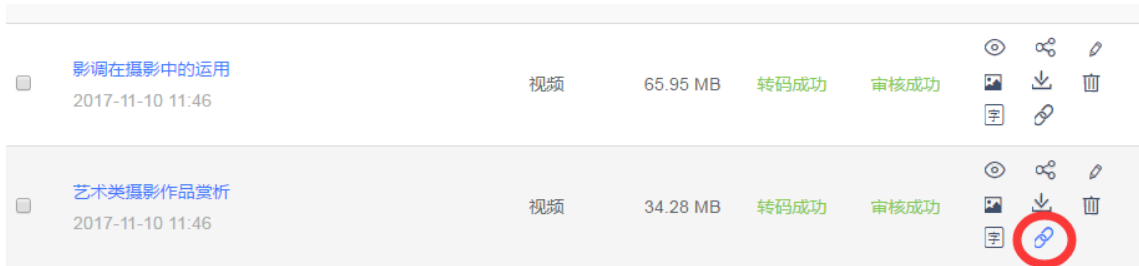 影调在摄影中的运用
2017-11-10 11:46
视频
65.95 MB
转码成功
审核成功
字
艺术类摄影作品赏析
2017-11-10 11:46
视频
34.28 MB
转码成功
审核成功
字